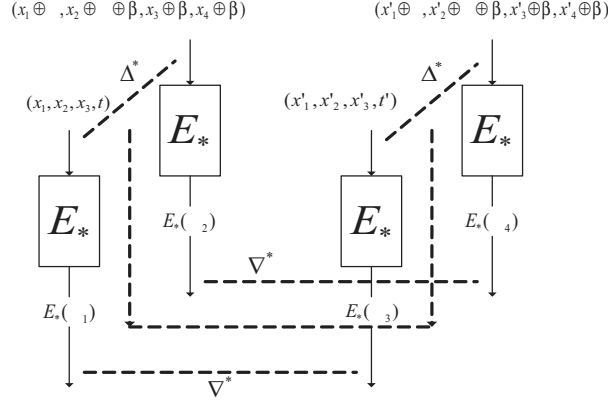 (x₁⊕ , x₂⊕ ⊕β, x₃⊕β, x₄⊕β)
(x'₁⊕ , x'₂⊕ ⊕β, x'₃⊕β, x'₄⊕β)
Δ*
Δ*
(x₁, x₂, x₃, t)
(x'₁, x'₂, x'₃, t')
E*
E*
E*
E*
E*( ₂)
E*( ₄)
∇*
E*( ₁)
E*( ₃)
∇*